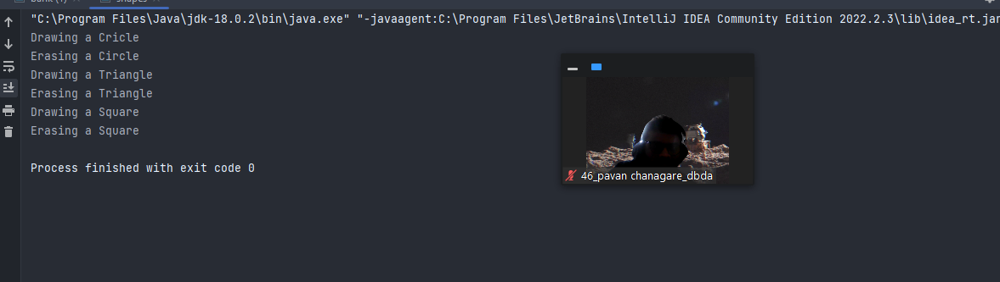 shapes
"C:\Program Files\Java\jdk-18.0.2\bin\java.exe" "-javaagent:C:\Program Files\JetBrains\IntelliJ IDEA Community Edition 2022.2.3\lib\idea_rt.jar
Drawing a Cricle
Erasing a Circle
Drawing a Triangle
Erasing a Triangle
Drawing a Square
Erasing a Square
Process finished with exit code 0
46_pavan chanagare_dbda